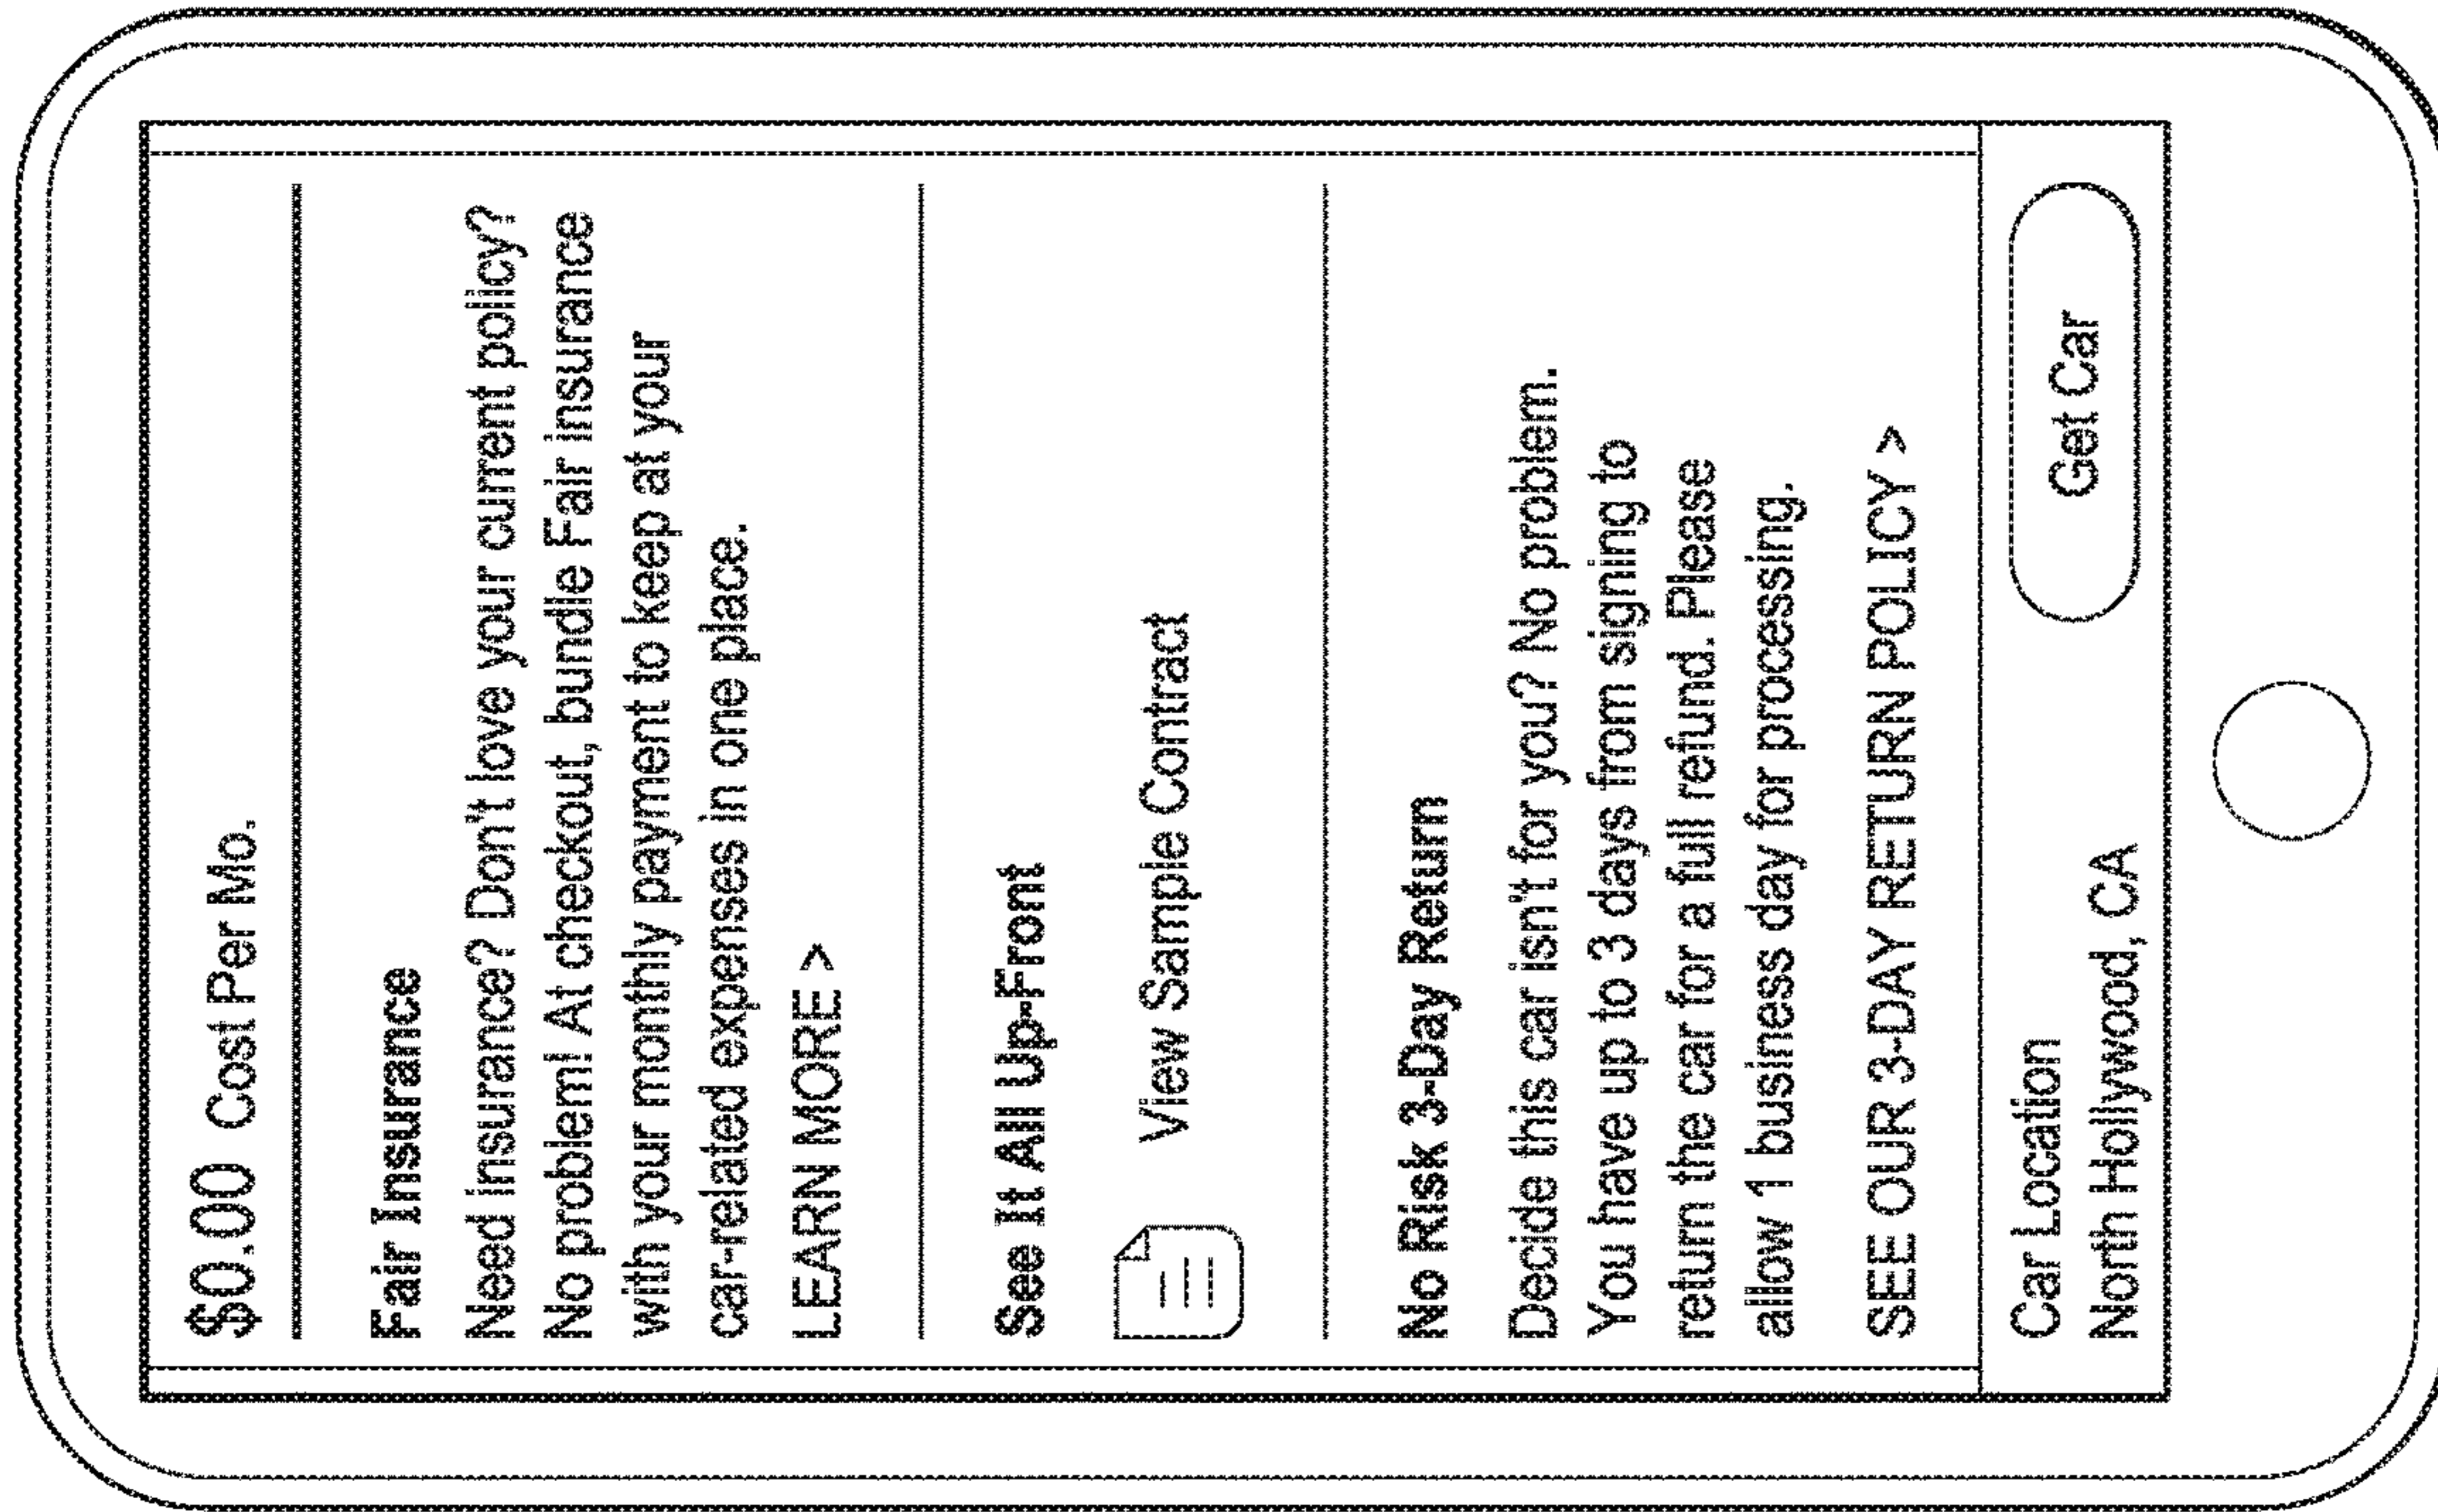 $0.00 Cost Per Mo.
Fair Insurance
Need insurance? Don't love your current policy?
No problem! At checkout, bundle Fair insurance
with your monthly payment to keep at your
car-related expenses in one place.
LEARN MORE >
See It All Up-Front
View Sample Contract
No Risk 3-Day Return
Decide this car isn't for you? No problem.
You have up to 3 days from signing to
return the car for a full refund. Please
allow 1 business day for processing.
SEE OUR 3-DAY RETURN POLICY >
Car Location
North Hollywood, CA
Get Car